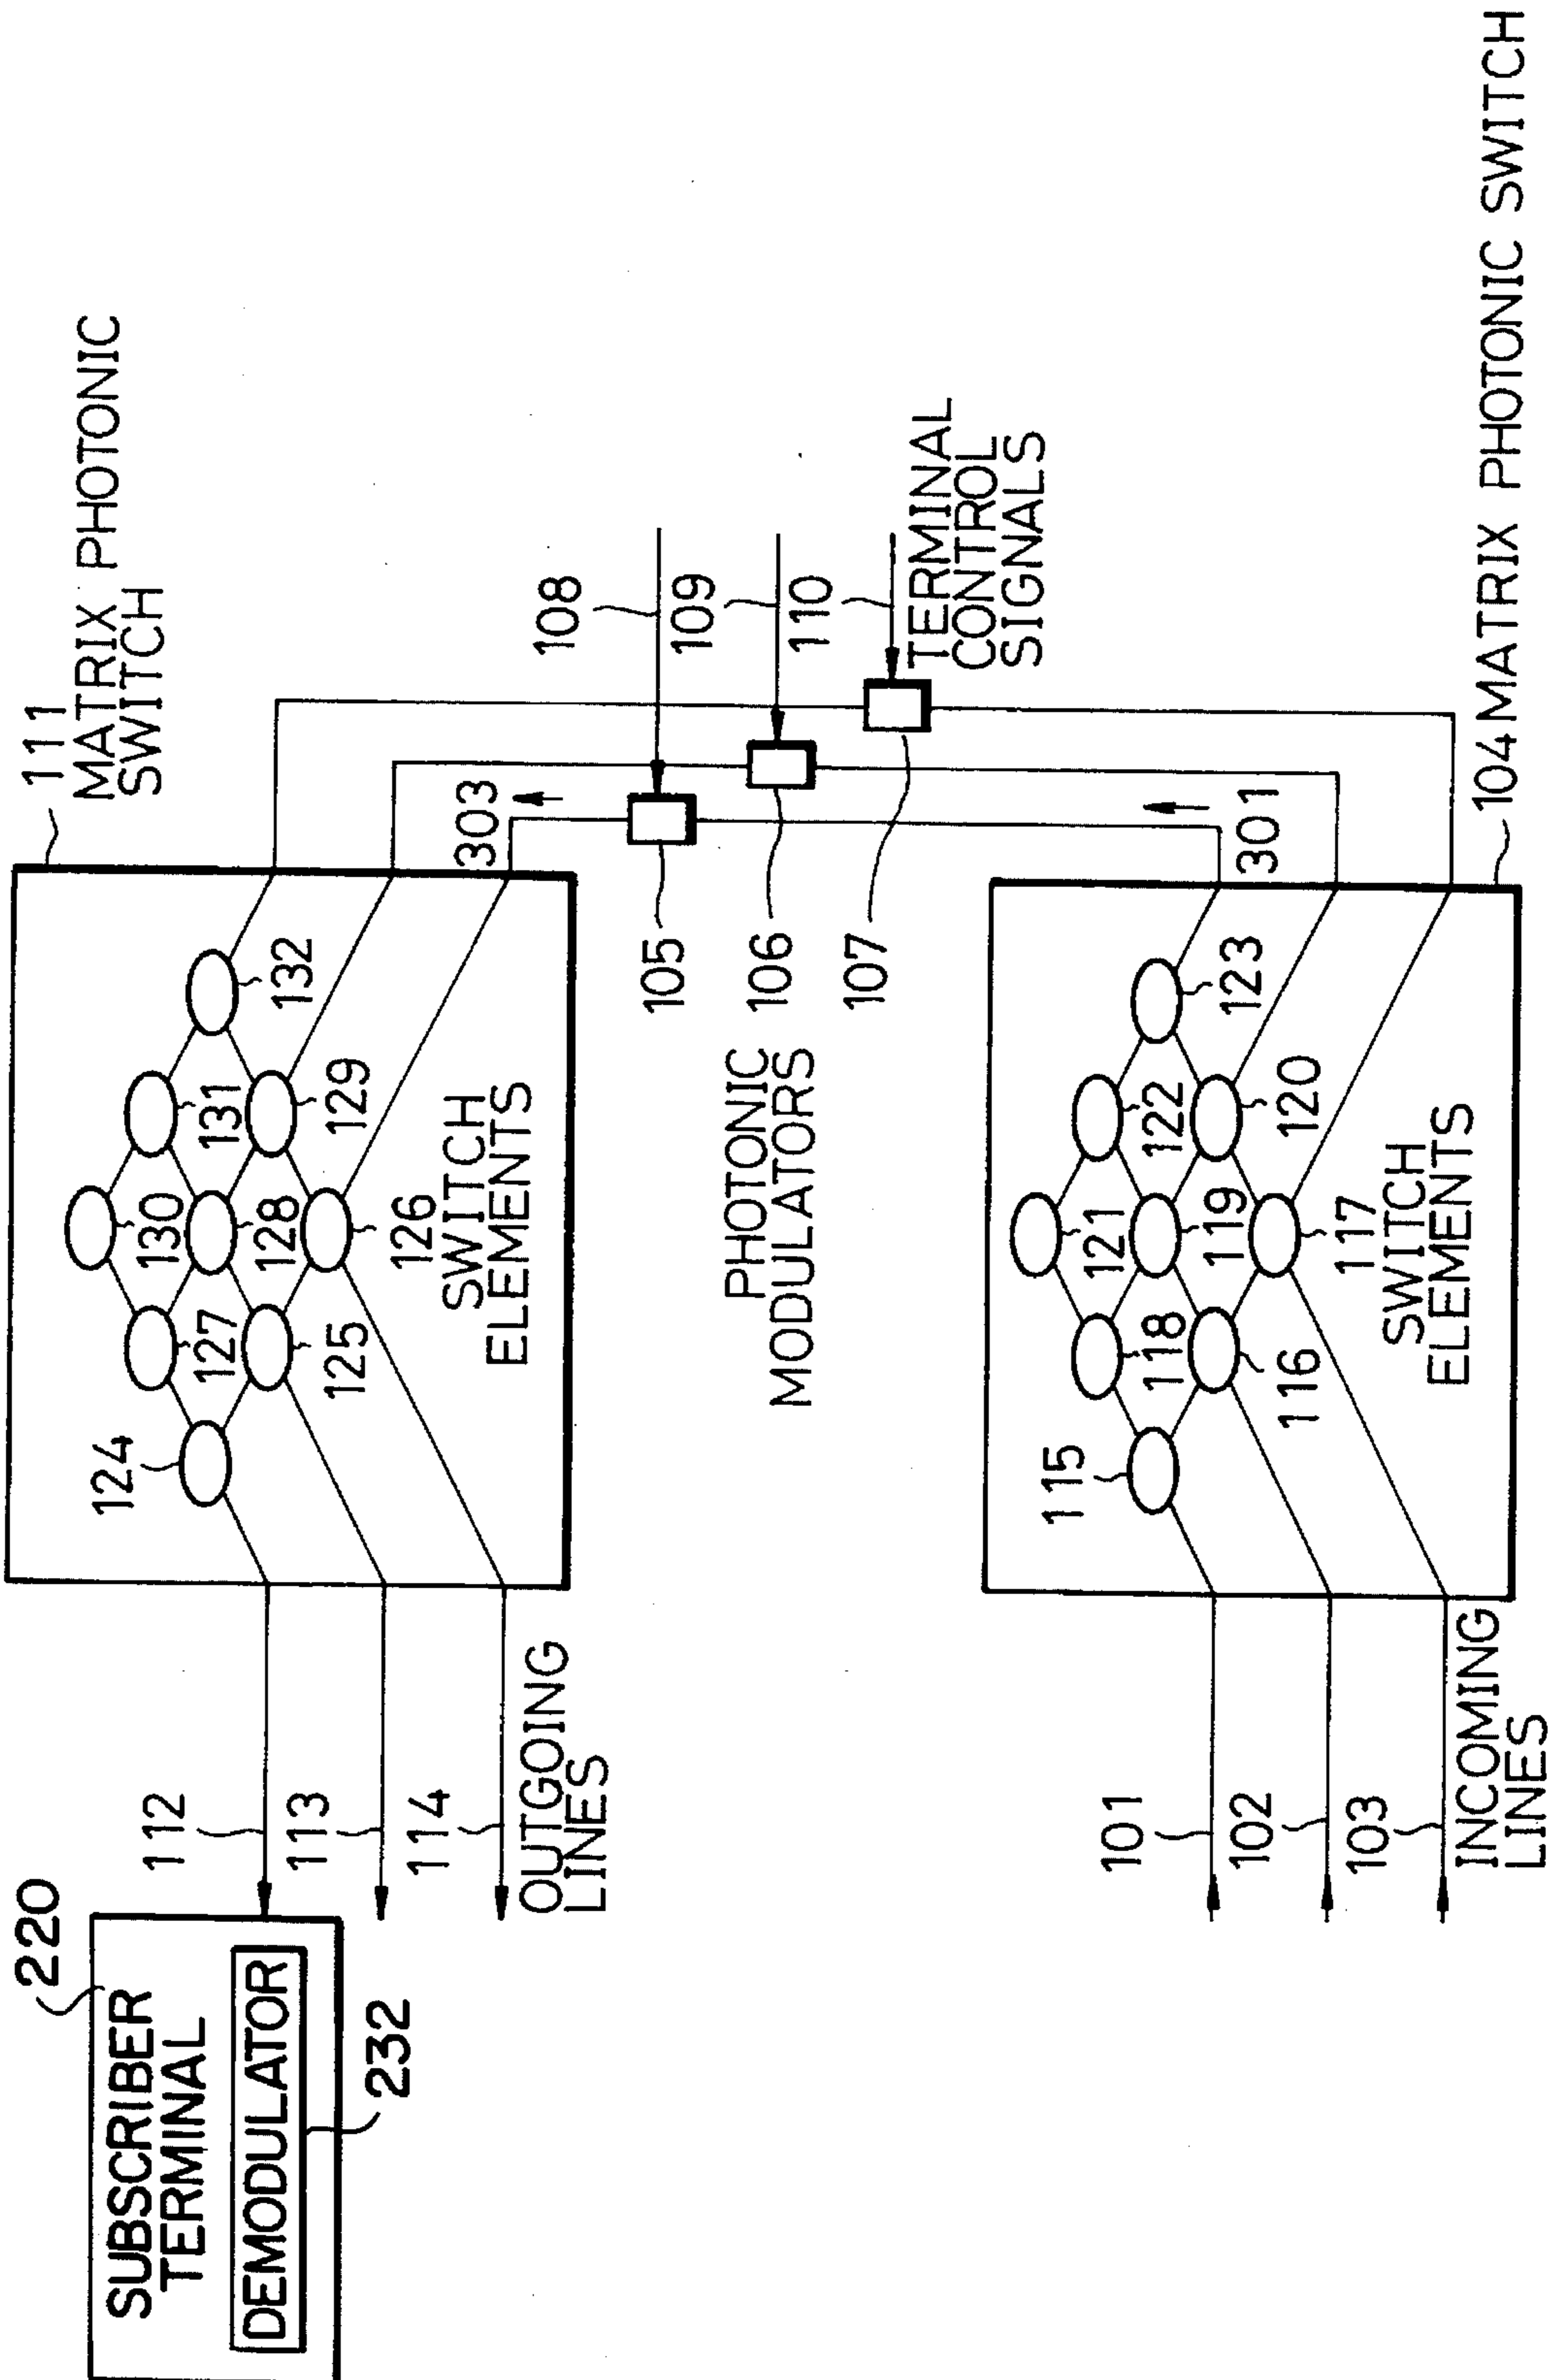 220
SUBSCRIBER
TERMINAL
DEMODULATOR
232
112
113
114
OUTGOING
LINES
111
MATRIX PHOTONIC
SWITCH
124
127
125
130
128
126
131
129
132
SWITCH
ELEMENTS
303
108
109
110
TERMINAL
CONTROL
SIGNALS
105
106
107
PHOTONIC
MODULATORS
301
101
102
103
INCOMING
LINES
115
118
116
121
119
117
122
120
123
SWITCH
ELEMENTS
104 MATRIX PHOTONIC SWITCH